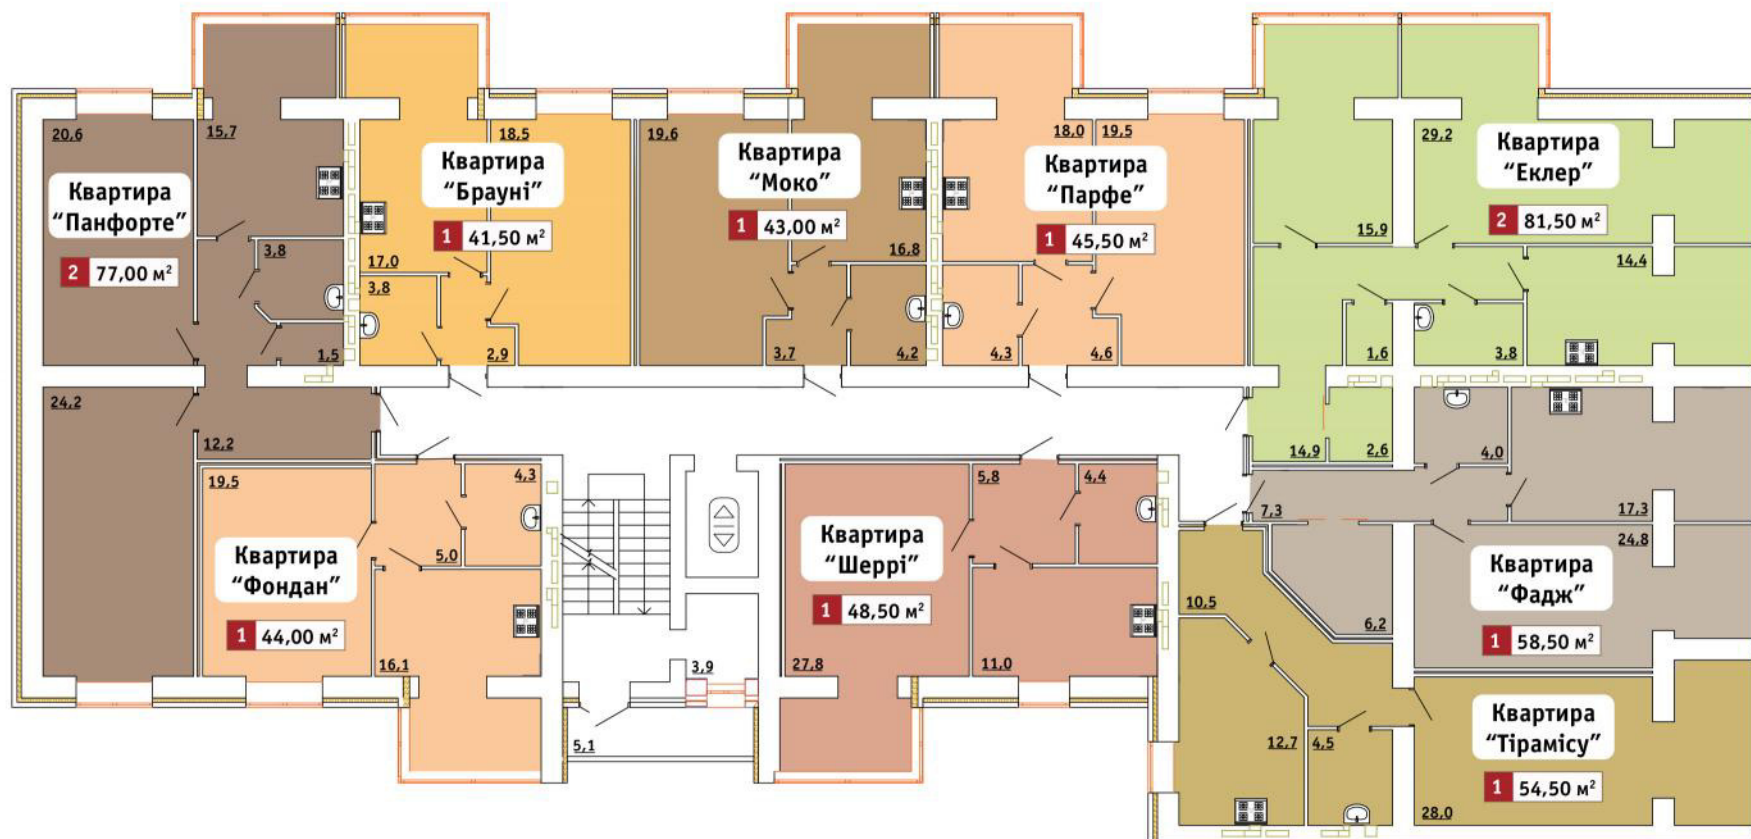 20,6
15,7
Квартира
“Панфорте”
2 77,00 м²
3,8
1,5
24,2
12,2
18,5
Квартира
“Брауні”
1 41,50 м²
17,0
3,8
2,9
19,6
Квартира
“Моко”
1 43,00 м²
16,8
3,7
4,2
18,0
19,5
Квартира
“Парфе”
1 45,50 м²
4,3
4,6
29,2
Квартира
“Еклер”
2 81,50 м²
15,9
14,4
1,6
3,8
14,9
2,6
19,5
4,3
Квартира
“Фондан”
5,0
1 44,00 м²
16,1
3,9
5,1
5,8
4,4
Квартира
“Шеррі”
1 48,50 м²
27,8
11,0
4,0
7,3
17,3
24,8
Квартира
“Фадж”
6,2
1 58,50 м²
10,5
Квартира
“Тірамісу”
12,7
4,5
1 54,50 м²
28,0